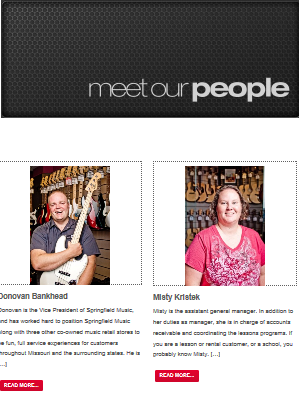 meet our people
Donovan Bankhead
Donovan is the Vice President of Springfield Music,
and has worked hard to position Springfield Music
along with three other co-owned music retail stores to
be fun, full service experiences for customers
throughout Missouri and the surrounding states. He is
[…]
READ MORE...
Misty Kristek
Misty is the assistant general manager. In addition to
her duties as manager, she is in charge of accounts
receivable and coordinating the lessons programs. If
you are a lesson or rental customer, or a school, you
probably know Misty. […]
READ MORE...